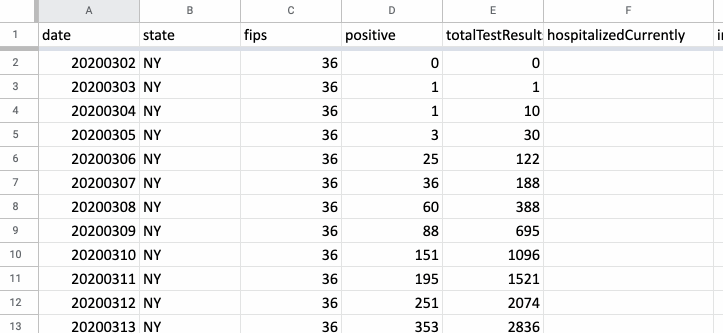 A B C D E F
1 date state fips positive totalTestResult hospitalizedCurrently
2 20200302 NY 36 0 0
3 20200303 NY 36 1 1
4 20200304 NY 36 1 10
5 20200305 NY 36 3 30
6 20200306 NY 36 25 122
7 20200307 NY 36 36 188
8 20200308 NY 36 60 388
9 20200309 NY 36 88 695
10 20200310 NY 36 151 1096
11 20200311 NY 36 195 1521
12 20200312 NY 36 251 2074
13 20200313 NY 36 353 2836